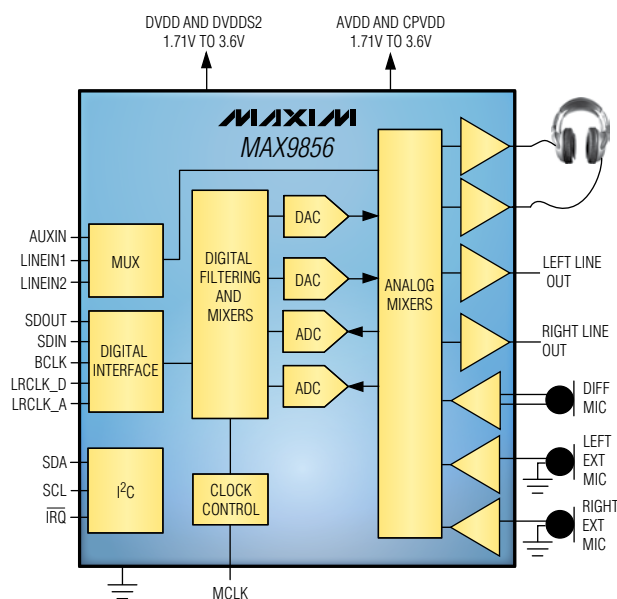 DVDD AND DVDDS2
1.71V TO 3.6V
AVDD AND CPVDD
1.71V TO 3.6V
MAXIM
MAX9856
AUXIN
LINEIN1
LINEIN2
MUX
SDOUT
SDIN
BCLK
LRCLK_D
LRCLK_A
DIGITAL
INTERFACE
SDA
SCL
IRQ
I²C
DIGITAL
FILTERING
AND
MIXERS
CLOCK
CONTROL
MCLK
DAC
DAC
ADC
ADC
ANALOG
MIXERS
LEFT LINE
OUT
RIGHT LINE
OUT
DIFF
MIC
LEFT
EXT
MIC
RIGHT
EXT
MIC